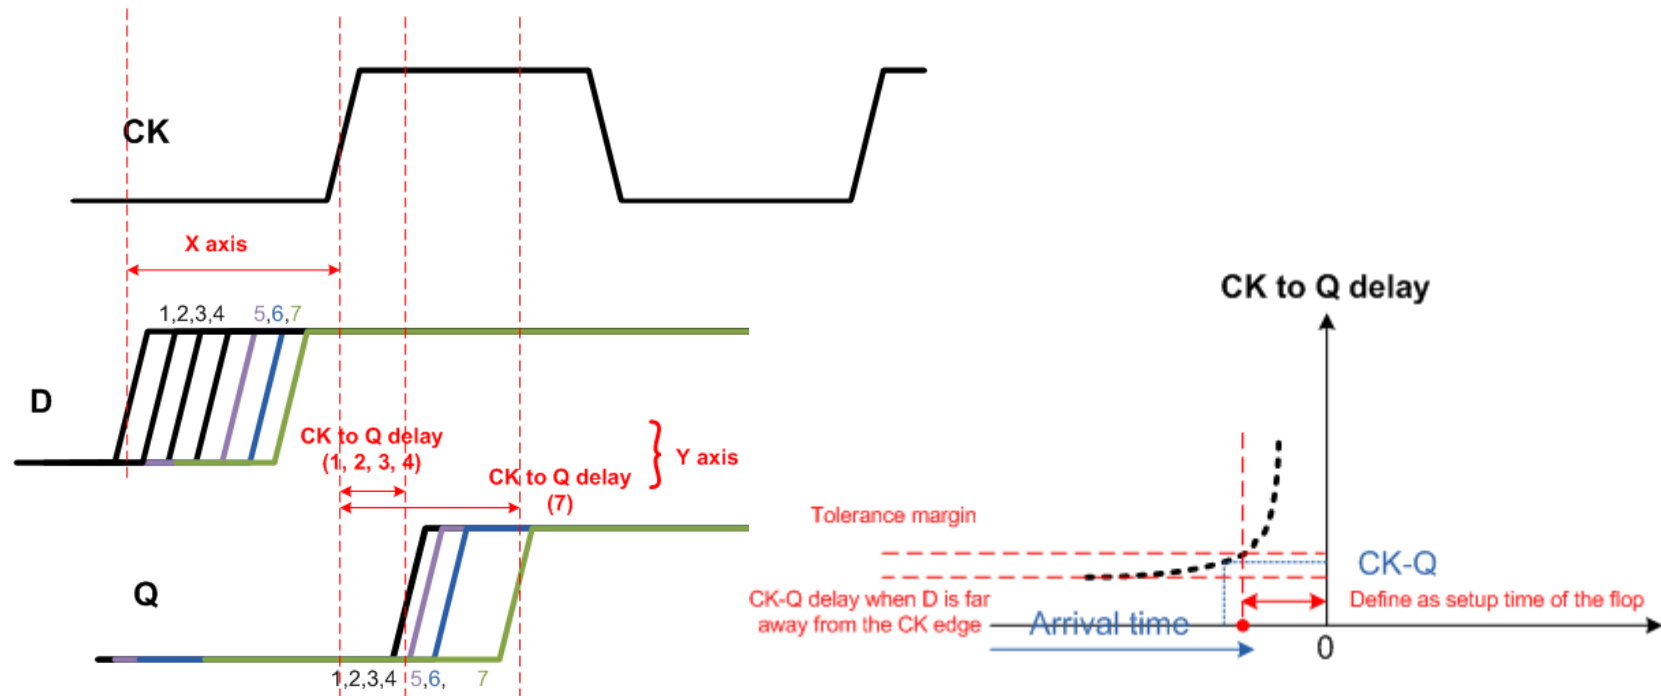 CK
X axis
1,2,3,4 5,6,7
D
CK to Q delay
(1, 2, 3, 4)
CK to Q delay
(7)
Y axis
Q
1,2,3,4 5,6, 7
CK to Q delay
Tolerance margin
CK-Q
CK-Q delay when D is far
away from the CK edge
Define as setup time of the flop
Arrival time
0